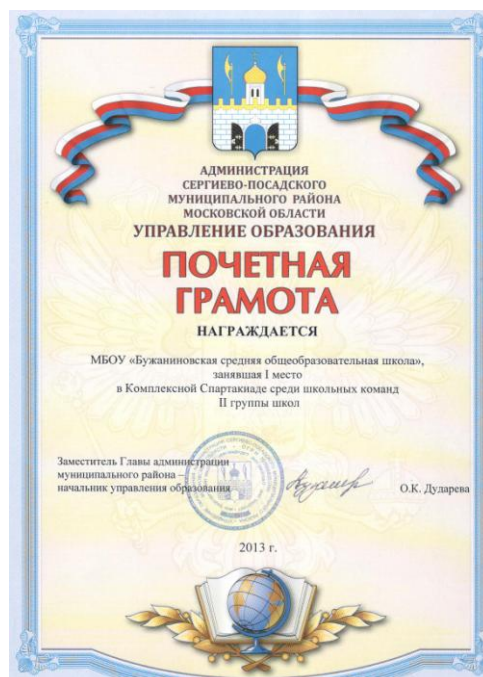 АДМИНИСТРАЦИЯ
СЕРГИЕВО-ПОСАДСКОГО
МУНИЦИПАЛЬНОГО РАЙОНА
МОСКОВСКОЙ ОБЛАСТИ
УПРАВЛЕНИЕ ОБРАЗОВАНИЯ
ПОЧЕТНАЯ
ГРАМОТА
НАГРАЖДАЕТСЯ
МБОУ «Бужаниновская средняя общеобразовательная школа»,
занявшая I место
в Комплексной Спартакиаде среди школьных команд
II группы школ
Заместитель Главы администрации
муниципального района –
начальник управления образования
О.К. Дударева
2013 г.